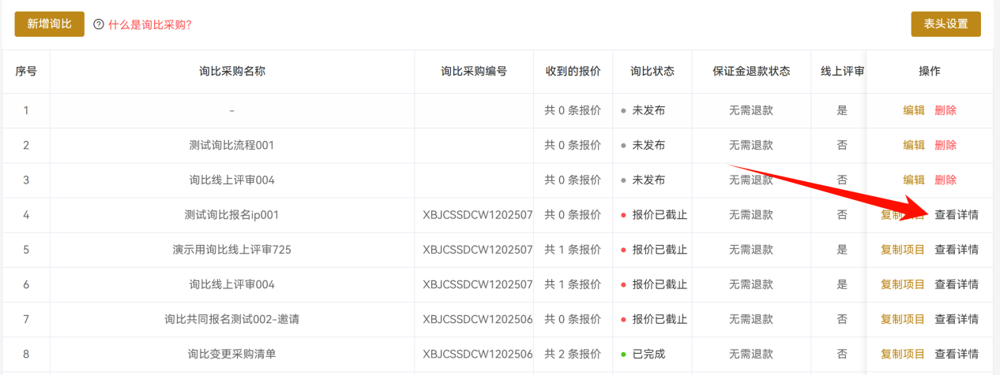 新增询比 什么是询比采购? 表头设置
序号 询比采购名称 询比采购编号 收到的报价 询比状态 保证金退款状态 线上评审 操作
1 - 共 0 条报价 未发布 无需退款 是 编辑 删除
2 测试询比流程001 共 0 条报价 未发布 无需退款 否 编辑 删除
3 询比线上评审004 共 0 条报价 未发布 无需退款 否 编辑 删除
4 测试询比报名ip001 XBJCSSDCW1202507 共 0 条报价 报价已截止 无需退款 否 复制项目 查看详情
5 演示用询比线上评审725 XBJCSSDCW1202507 共 1 条报价 报价已截止 无需退款 是 复制项目 查看详情
6 询比线上评审004 XBJCSSDCW1202507 共 1 条报价 报价已截止 无需退款 是 复制项目 查看详情
7 询比共同报名测试002-邀请 XBJCSSDCW1202506 共 0 条报价 报价已截止 无需退款 否 复制项目 查看详情
8 询比变更采购清单 XBJCSSDCW1202506 共 2 条报价 已完成 无需退款 否 复制项目 查看详情